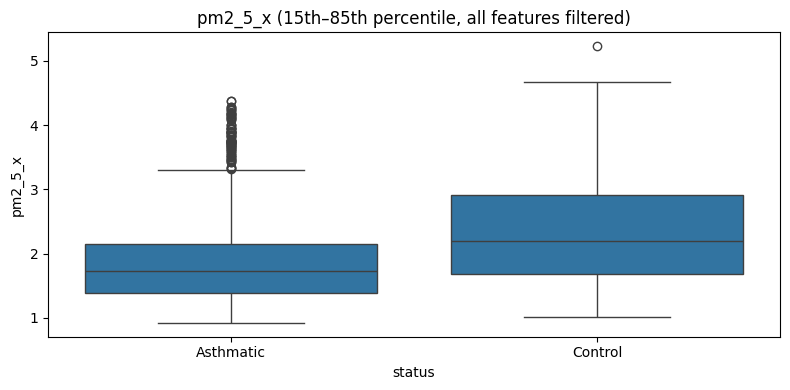 pm2_5_x (15th–85th percentile, all features filtered)
5
4
3
2
1
pm2_5_x
Asthmatic
Control
status